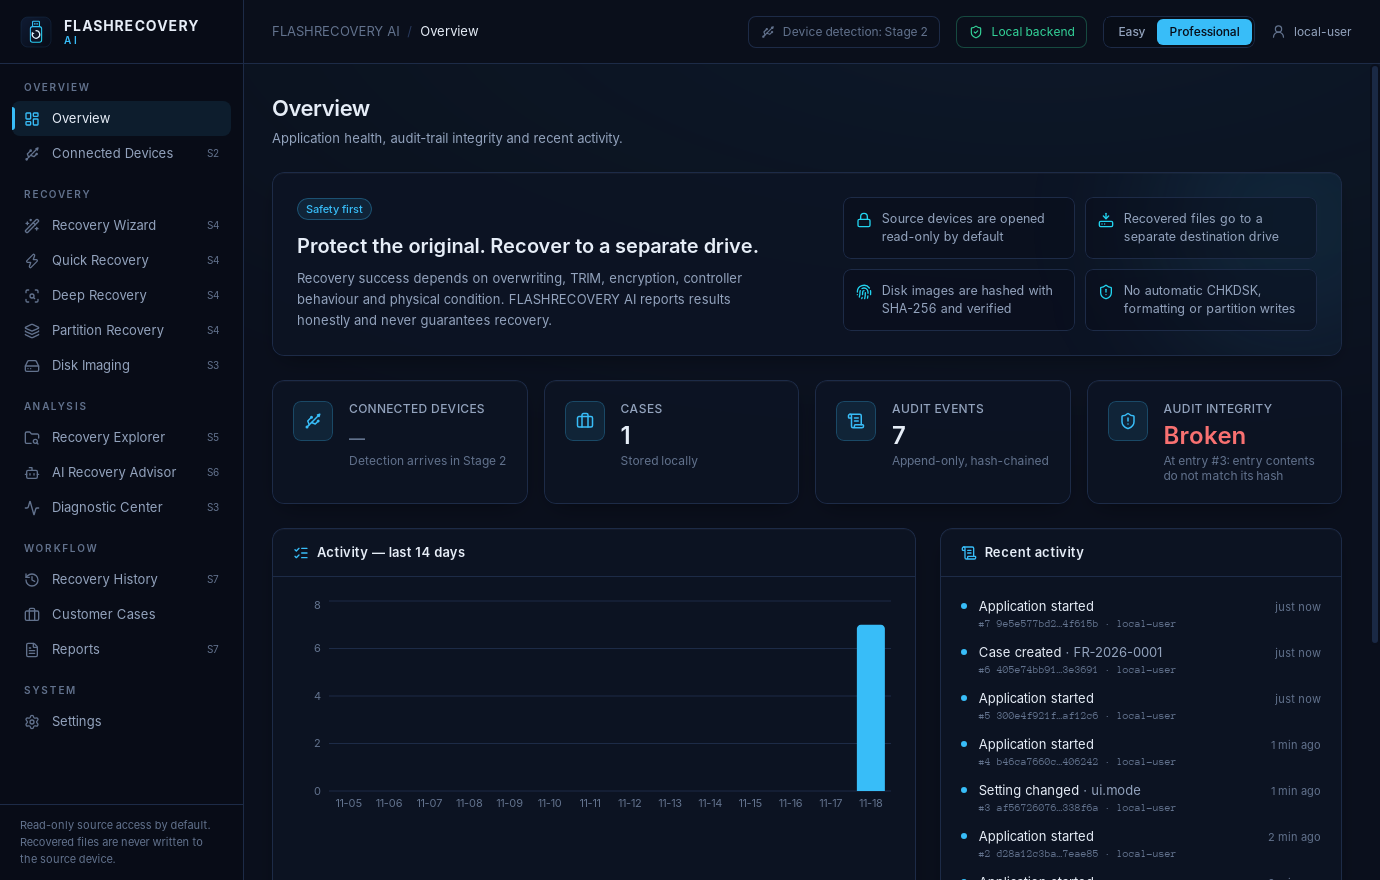 FLASHRECOVERY
AI
OVERVIEW
Overview
Connected Devices S2
RECOVERY
Recovery Wizard S4
Quick Recovery S4
Deep Recovery S4
Partition Recovery S4
Disk Imaging S3
ANALYSIS
Recovery Explorer S5
AI Recovery Advisor S6
Diagnostic Center S3
WORKFLOW
Recovery History S7
Customer Cases
Reports S7
SYSTEM
Settings
Read-only source access by default.
Recovered files are never written to
the source device.
FLASHRECOVERY AI / Overview
Device detection: Stage 2
Local backend
Easy Professional
local-user
Overview
Application health, audit-trail integrity and recent activity.
Safety first
Protect the original. Recover to a separate drive.
Recovery success depends on overwriting, TRIM, encryption, controller
behaviour and physical condition. FLASHRECOVERY AI reports results
honestly and never guarantees recovery.
Source devices are opened
read-only by default
Recovered files go to a
separate destination drive
Disk images are hashed with
SHA-256 and verified
No automatic CHKDSK,
formatting or partition writes
CONNECTED DEVICES
—
Detection arrives in Stage 2
CASES
1
Stored locally
AUDIT EVENTS
7
Append-only, hash-chained
AUDIT INTEGRITY
Broken
At entry #3: entry contents
do not match its hash
Activity — last 14 days
8
6
4
2
0
11-05 11-06 11-07 11-08 11-09 11-10 11-11 11-12 11-13 11-14 11-15 11-16 11-17 11-18
Recent activity
Application started just now
#7 9e5e577bd2…4f615b · local-user
Case created · FR-2026-0001 just now
#6 405e74bb91…3e3691 · local-user
Application started just now
#5 300e4f921f…af12c6 · local-user
Application started 1 min ago
#4 b46ca7660c…406242 · local-user
Setting changed · ui.mode 1 min ago
#3 af56726076…338f6a · local-user
Application started 2 min ago
#2 d28a12c3ba…7eae85 · local-user